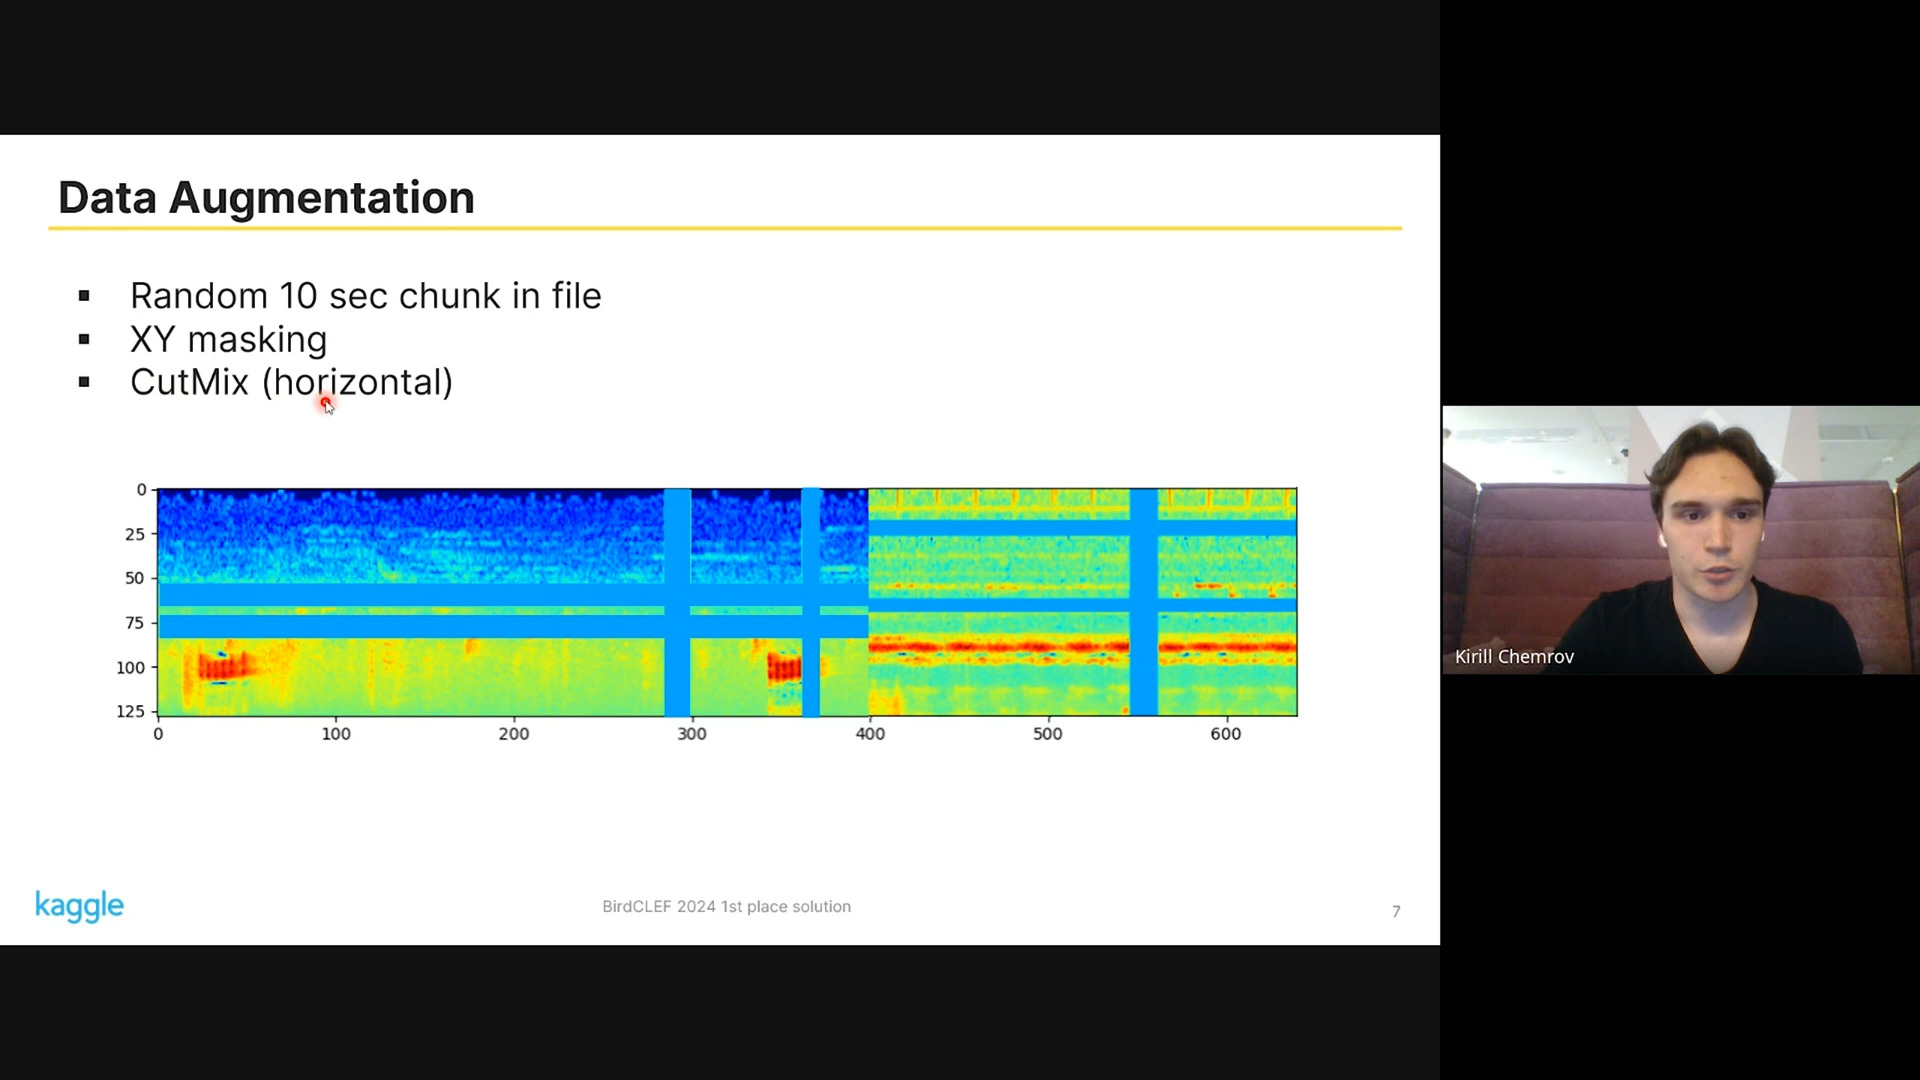 Data Augmentation
▪ Random 10 sec chunk in file
▪ XY masking
▪ CutMix (horizontal)
0
25
50
75
100
125
0 100 200 300 400 500 600
Kirill Chemrov
kaggle
BirdCLEF 2024 1st place solution
7